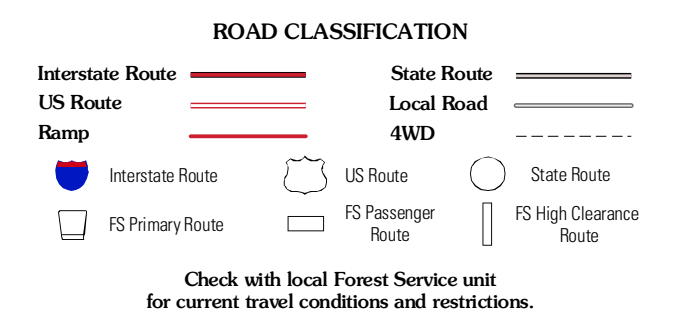 ROAD CLASSIFICATION
Interstate Route
State Route
US Route
Local Road
Ramp
4WD
Interstate Route
US Route
State Route
FS Primary Route
FS Passenger
Route
FS High Clearance
Route
Check with local Forest Service unit
for current travel conditions and restrictions.